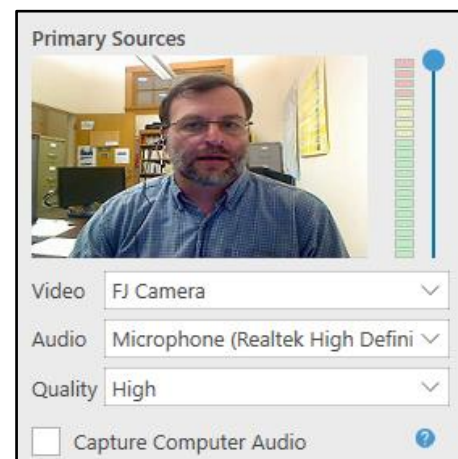 Primary Sources
Video FJ Camera
Audio Microphone (Realtek High Defini
Quality High
Capture Computer Audio ?